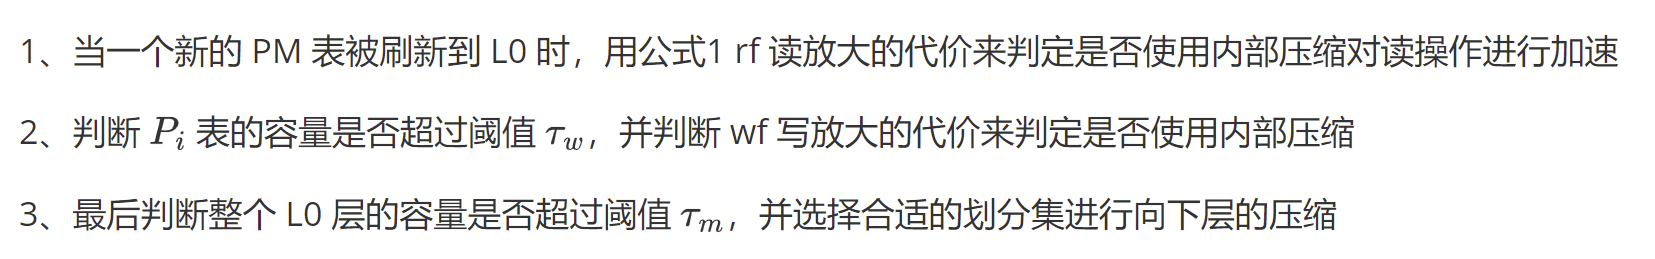 1、当一个新的 PM 表被刷新到 L0 时，用公式1 rf 读放大的代价来判定是否使用内部压缩对读操作进行加速
2、判断 $P_i$ 表的容量是否超过阈值 $\tau_w$，并判断 wf 写放大的代价来判定是否使用内部压缩
3、最后判断整个 L0 层的容量是否超过阈值 $\tau_m$，并选择合适的划分集进行向下层的压缩